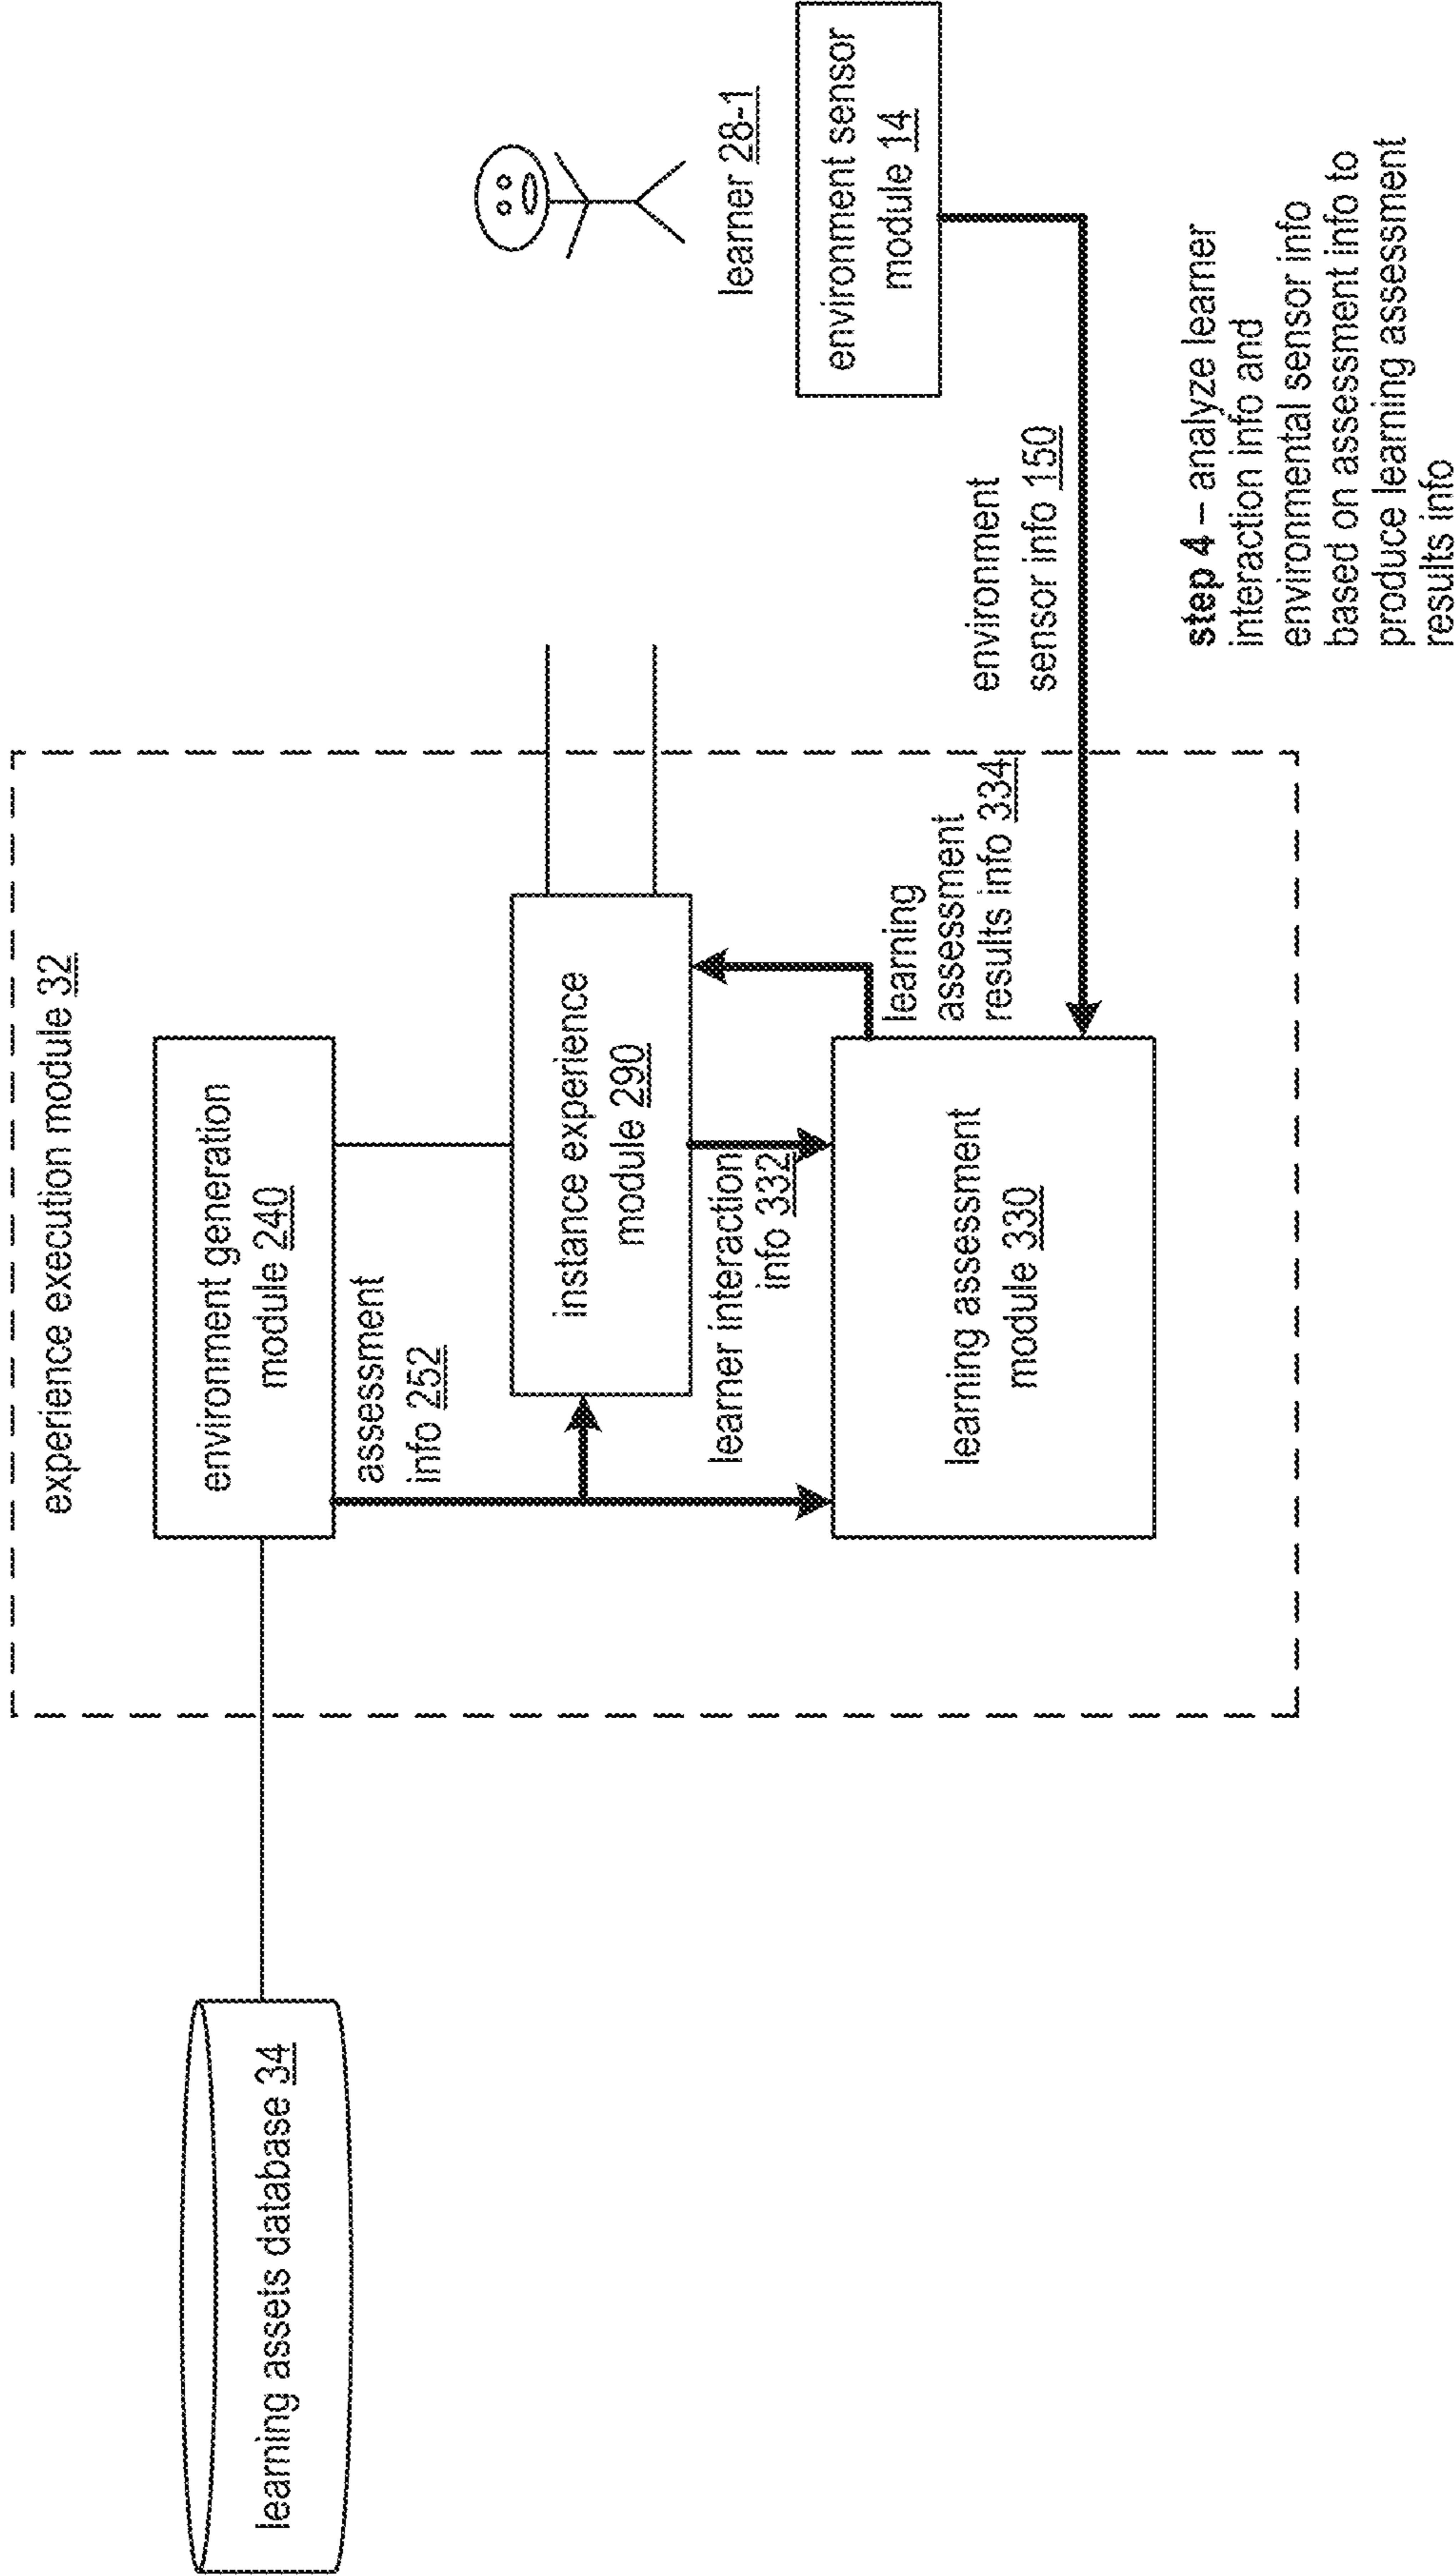 experience execution module 32
learning assets database 34
environment generation
module 240
assessment
info 252
instance experience
module 290
learner interaction
info 332
learning
assessment
results info 334
learning assessment
module 330
learner 28-1
environment sensor
module 14
environment
sensor info 150
step 4 – analyze learner
interaction info and
environmental sensor info
based on assessment info to
produce learning assessment
results info